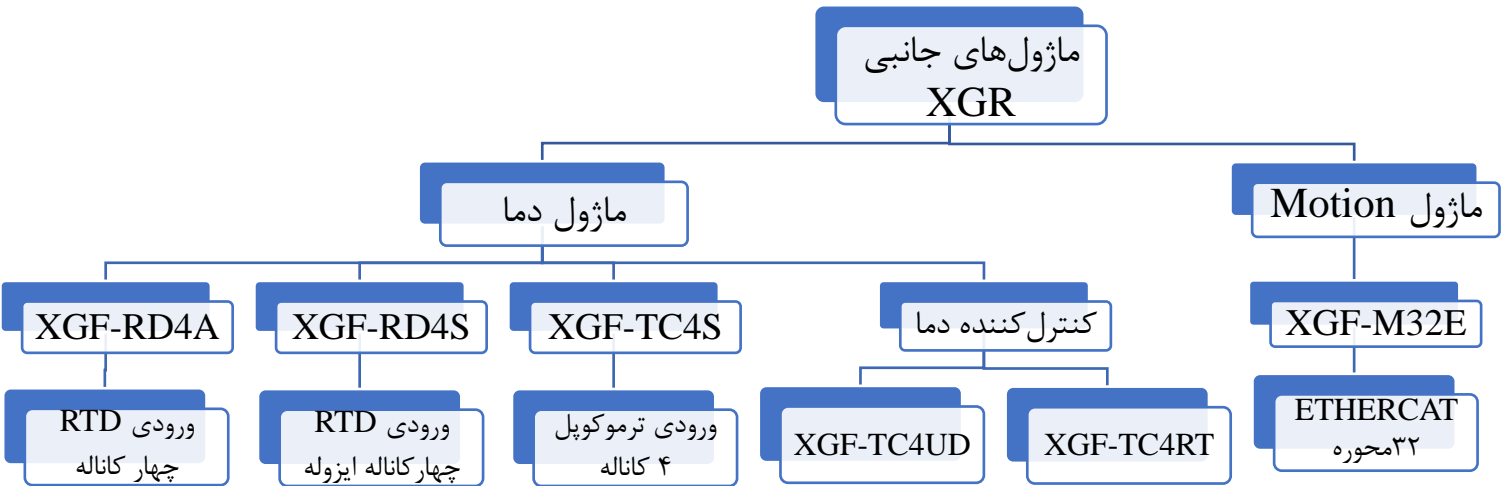 ماژول‌های جانبی
XGR
ماژول دما
ماژول Motion
XGF-RD4A
XGF-RD4S
XGF-TC4S
کنترل‌کننده دما
XGF-M32E
ورودی RTD
چهار کاناله
ورودی RTD
چهارکاناله ایزوله
ورودی ترموکوپل
۴ کاناله
XGF-TC4UD
XGF-TC4RT
ETHERCAT
۳۲محوره